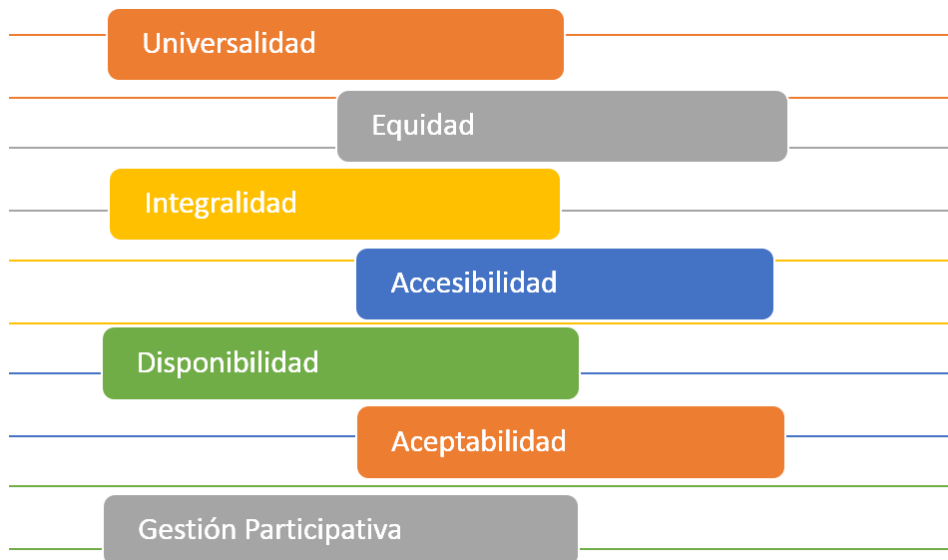 Universalidad
Equidad
Integralidad
Accesibilidad
Disponibilidad
Aceptabilidad
Gestión Participativa